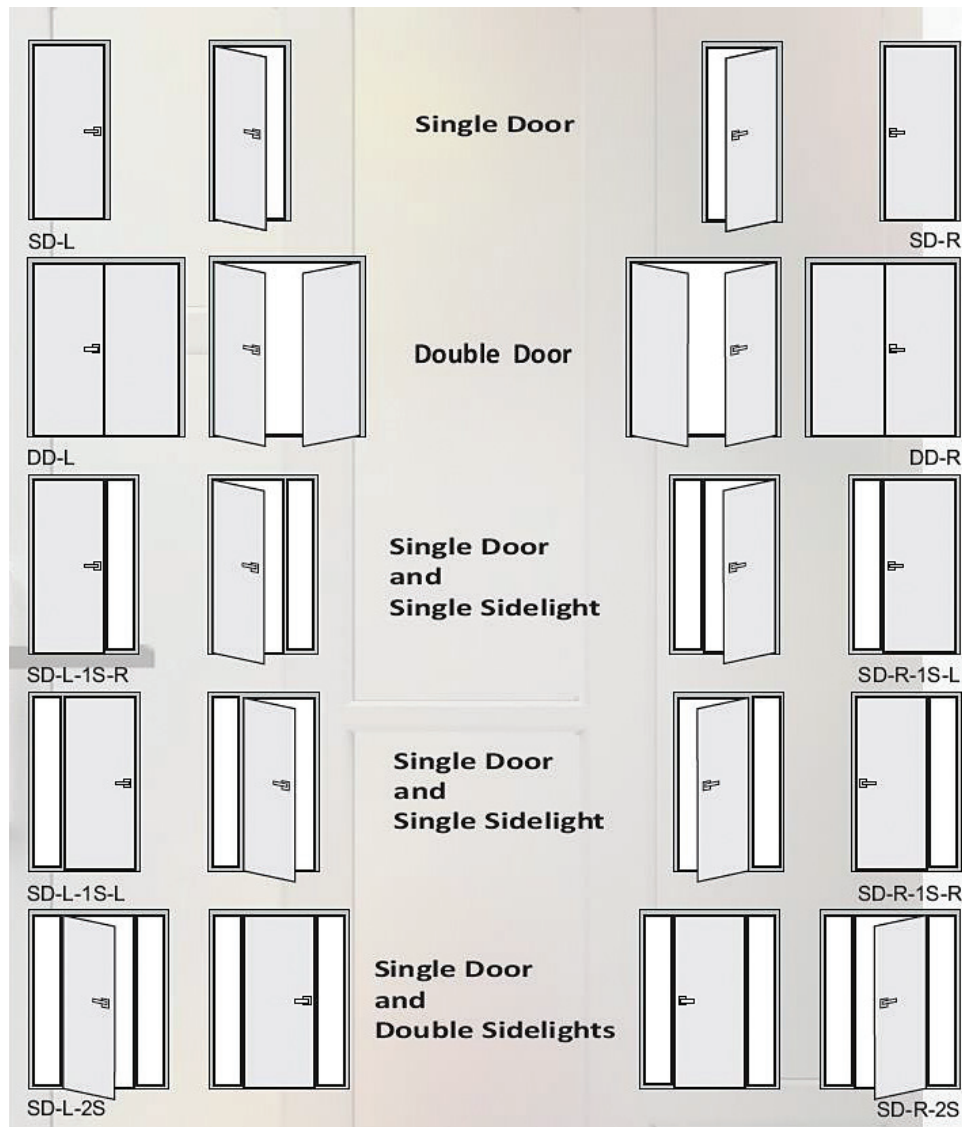 Single Door
SD-L
SD-R
Double Door
DD-L
DD-R
Single Door
and
Single Sidelight
SD-L-1S-R
SD-R-1S-L
Single Door
and
Single Sidelight
SD-L-1S-L
SD-R-1S-R
Single Door
and
Double Sidelights
SD-L-2S
SD-R-2S